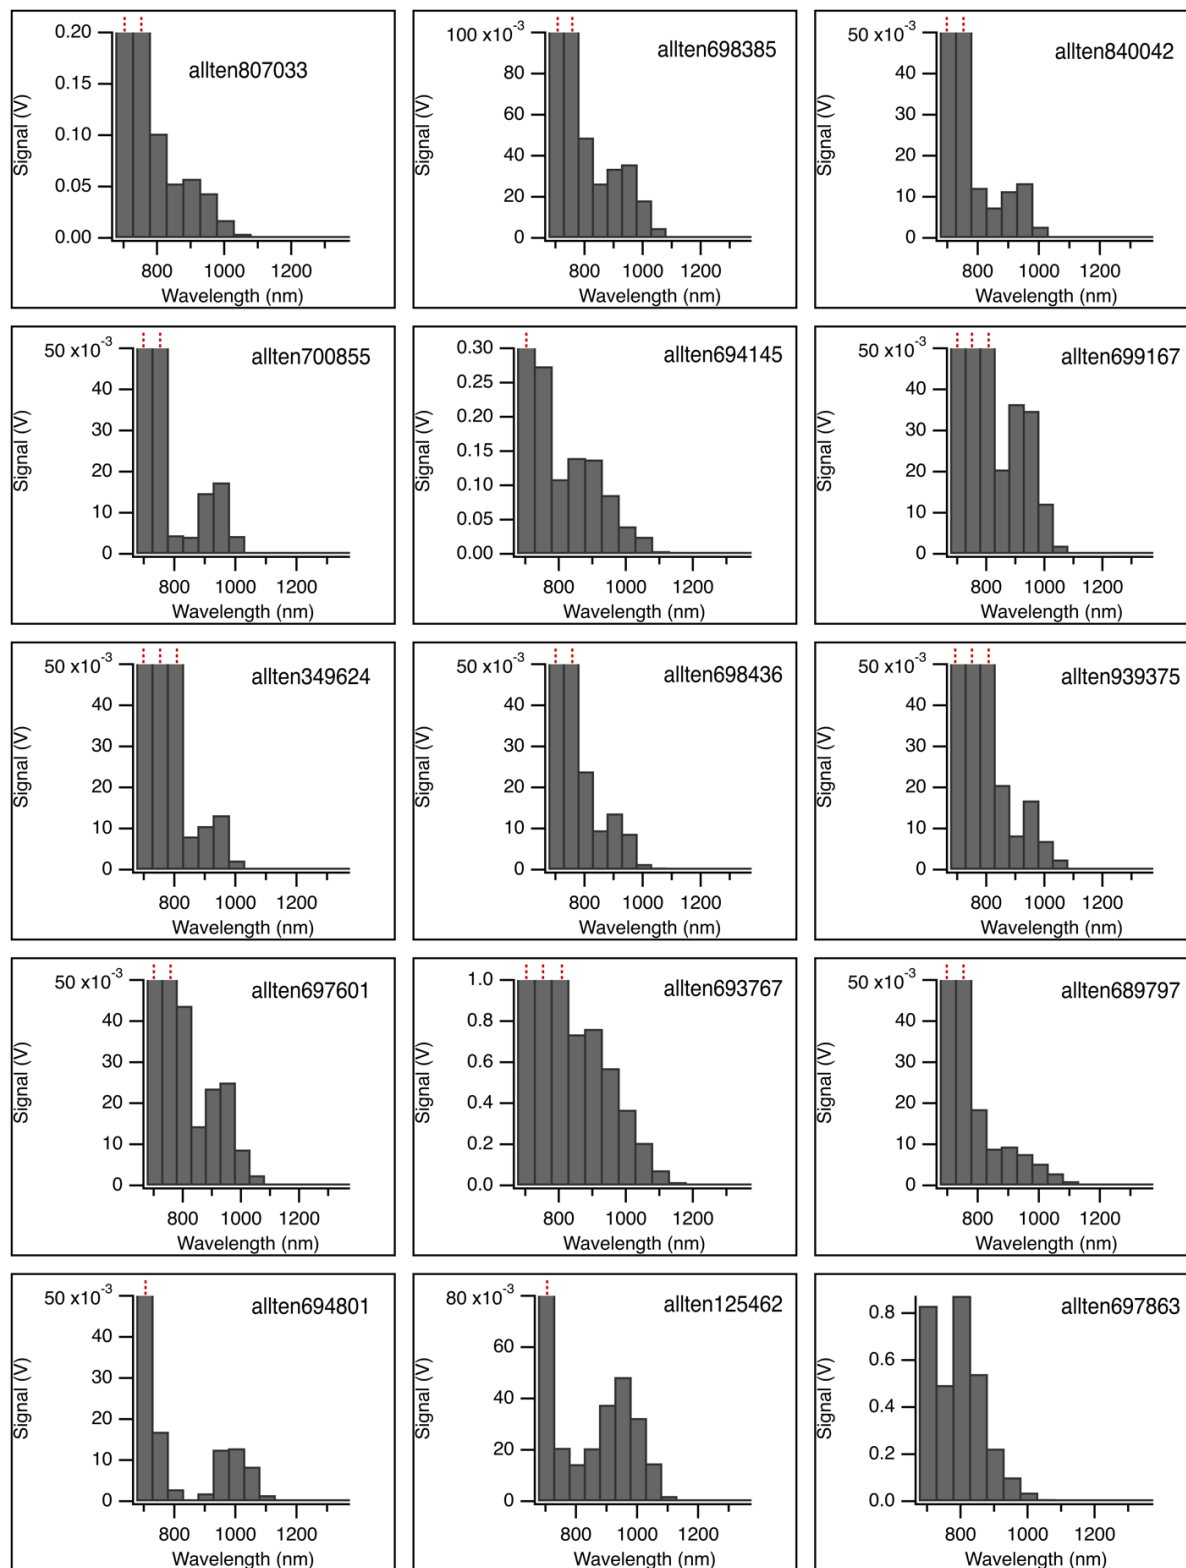 0.20
0.15
0.10
0.05
0.00
Signal (V)
allten807033
800
1000
1200
Wavelength (nm)
100 x10-3
80
60
40
20
0
Signal (V)
allten698385
800
1000
1200
Wavelength (nm)
50 x10-3
40
30
20
10
0
Signal (V)
allten840042
800
1000
1200
Wavelength (nm)
50 x10-3
40
30
20
10
0
Signal (V)
allten700855
800
1000
1200
Wavelength (nm)
0.30
0.25
0.20
0.15
0.10
0.05
0.00
Signal (V)
allten694145
800
1000
1200
Wavelength (nm)
50 x10-3
40
30
20
10
0
Signal (V)
allten699167
800
1000
1200
Wavelength (nm)
50 x10-3
40
30
20
10
0
Signal (V)
allten349624
800
1000
1200
Wavelength (nm)
50 x10-3
40
30
20
10
0
Signal (V)
allten698436
800
1000
1200
Wavelength (nm)
50 x10-3
40
30
20
10
0
Signal (V)
allten939375
800
1000
1200
Wavelength (nm)
50 x10-3
40
30
20
10
0
Signal (V)
allten697601
800
1000
1200
Wavelength (nm)
1.0
0.8
0.6
0.4
0.2
0.0
Signal (V)
allten693767
800
1000
1200
Wavelength (nm)
50 x10-3
40
30
20
10
0
Signal (V)
allten689797
800
1000
1200
Wavelength (nm)
50 x10-3
40
30
20
10
0
Signal (V)
allten694801
800
1000
1200
Wavelength (nm)
80 x10-3
60
40
20
0
Signal (V)
allten125462
800
1000
1200
Wavelength (nm)
0.8
0.6
0.4
0.2
0.0
Signal (V)
allten697863
800
1000
1200
Wavelength (nm)